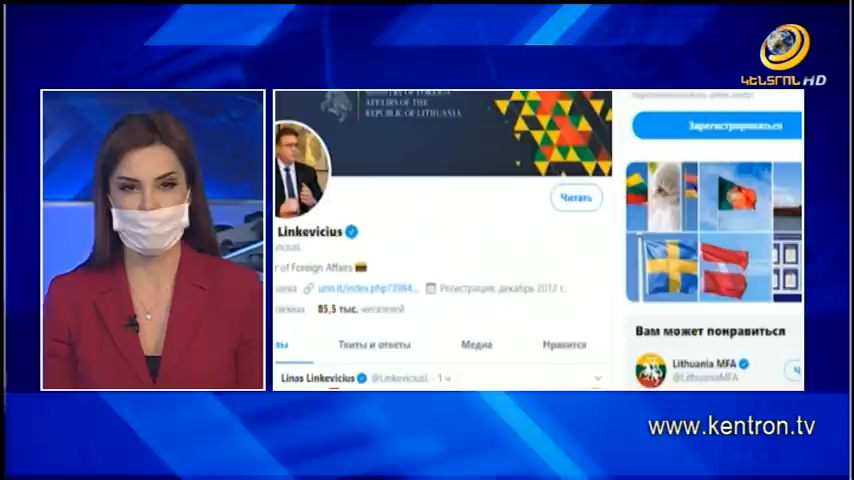 ԿԵՆՏՐՈՆ HD
MINISTRY OF FOREIGN
AFFAIRS OF THE
REPUBLIC OF LITHUANIA
Зарегистрироваться
Читать
Linkevicius
r of Foreign Affairs
urm.lt/index.php?3984...
Регистрация: декабрь 2012 г.
85,5 тыс. читателей
Твиты и ответы
Медиа
Нравится
Linas Linkevicius @LinkeviciusL · 1 ч
Вам может понравиться
Lithuania MFA
@LithuaniaMFA
www.kentron.tv